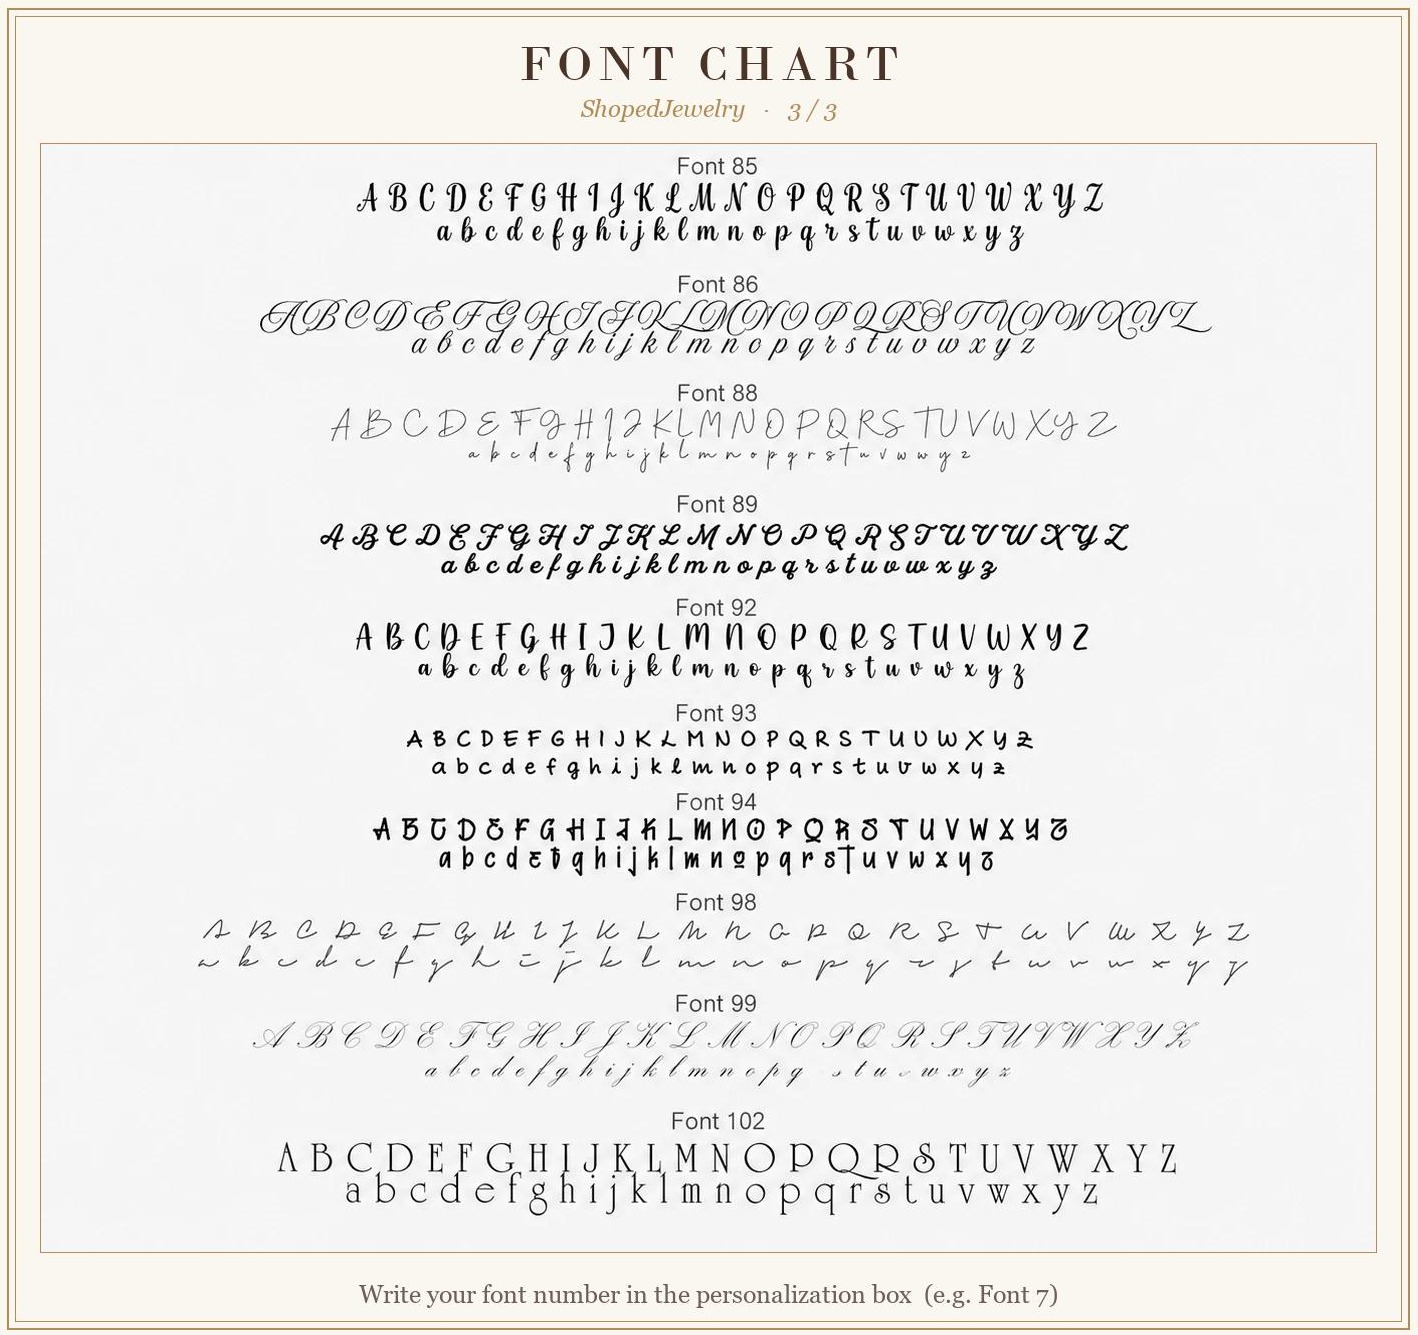 FONT CHART
ShopedJewelry · 3 / 3
Font 85
A B C D E F G H I J K L M N O P Q R S T U V W X Y Z
a b c d e f g h i j k l m n o p q r s t u v w x y z
Font 86
A B C D E F G H I J K L M N O P Q R S T U V W X Y Z
a b c d e f g h i j k l m n o p q r s t u v w x y z
Font 88
A B C D E F G H I J K L M N O P Q R S T U V W X Y Z
a b c d e f g h i j k l m n o p q r s t u v w w y z
Font 89
A B C D E F G H I J K L M N O P Q R S T U V W X Y Z
a b c d e f g h i j k l m n o p q r s t u v w x y z
Font 92
A B C D E F G H I J K L M N O P Q R S T U V W X Y Z
a b c d e f g h i j k l m n o p q r s t u v w x y z
Font 93
A B C D E F G H I J K L M N O P Q R S T U V W X Y Z
a b c d e f g h i j k l m n o p q r s t u v w x y z
Font 94
A B C D E F G H I J K L M N O P Q R S T U V W X Y Z
a b c d e f g h i j k l m n o p q r s t u v w x y z
Font 98
A B C D E F G H I J K L M N O P Q R S T U V W X Y Z
a b c d e f g h i j k l m n o p q r s t u v w x y z
Font 99
A B C D E F G H I J K L M N O P Q R S T U V W X Y Z
a b c d e f g h i j k l m n o p q s t u v w x y z
Font 102
A B C D E F G H I J K L M N O P Q R S T U V W X Y Z
a b c d e f g h i j k l m n o p q r s t u v w x y z
Write your font number in the personalization box (e.g. Font 7)